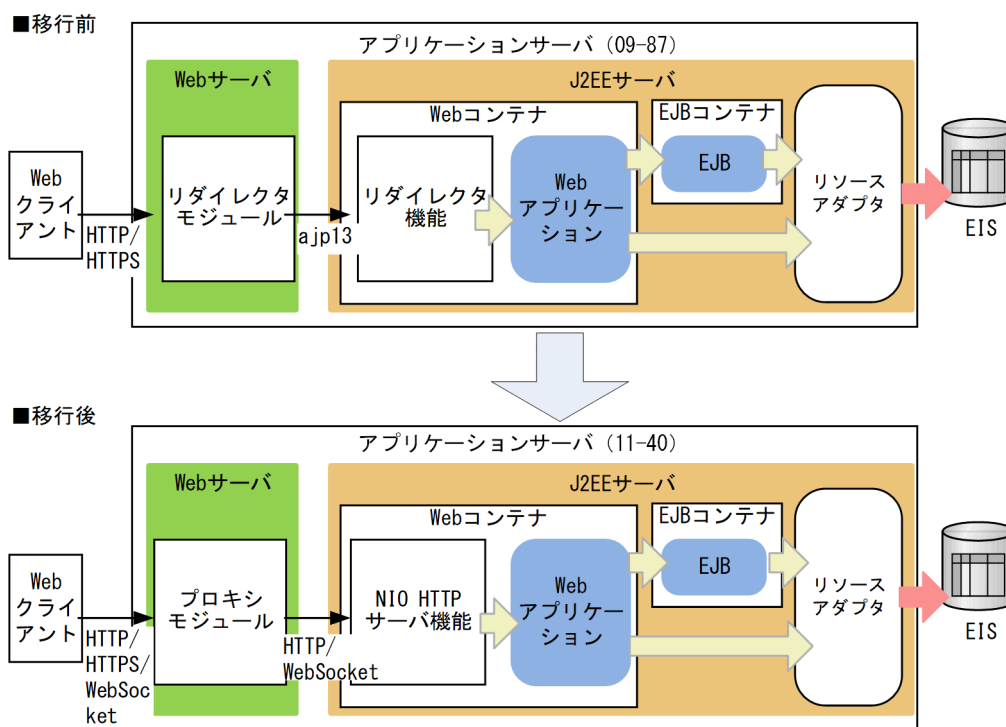 ■移行前
アプリケーションサーバ(09-87)
Webサーバ
J2EEサーバ
Webコンテナ
EJBコンテナ
Web
クライ
アント
HTTP/
HTTPS
リダイレクタ
モジュール
ajp13
リダイレクタ
機能
Web
アプリケー
ション
EJB
リソース
アダプタ
EIS
■移行後
アプリケーションサーバ(11-40)
Webサーバ
J2EEサーバ
Webコンテナ
EJBコンテナ
Web
クライ
アント
HTTP/
HTTPS/
WebSoc
ket
プロキシ
モジュール
HTTP/
WebSocket
NIO HTTP
サーバ機能
Web
アプリケー
ション
EJB
リソース
アダプタ
EIS